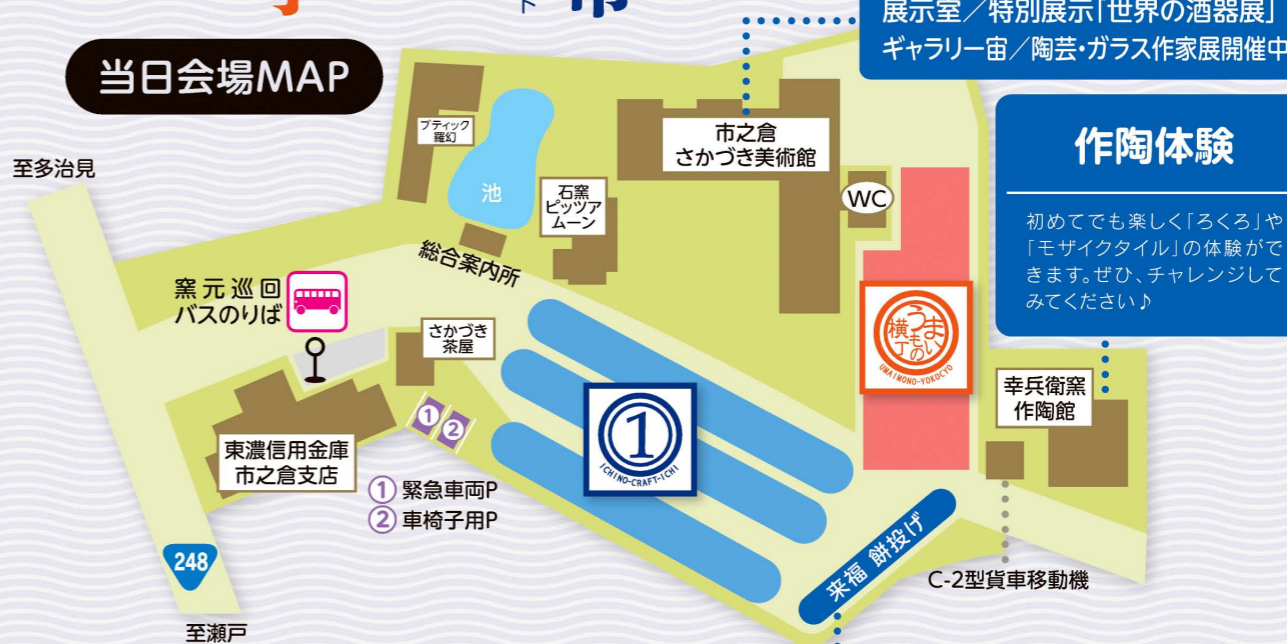 市
展示室／特別展示「世界の酒器展」
ギャラリー宙／陶芸・ガラス作家展開催中
当日会場MAP
至多治見
ブティック
羅幻
池
石窯
ピッツア
ムーン
総合案内所
市之倉
さかづき美術館
WC
作陶体験
初めてでも楽しく「ろくろ」や
「モザイクタイル」の体験がで
きます。ぜひ、チャレンジして
みてください♪
窯元巡回
バスのりば
さかづき
茶屋
うまいもの横丁
UMAIMONO-YOKOCYO
幸兵衛窯
作陶館
①
②
1
ICHINO-CRAFT-ICHI
東濃信用金庫
市之倉支店
① 緊急車両P
② 車椅子用P
来福 餅投げ
C-2型貨車移動機
248
至瀬戸